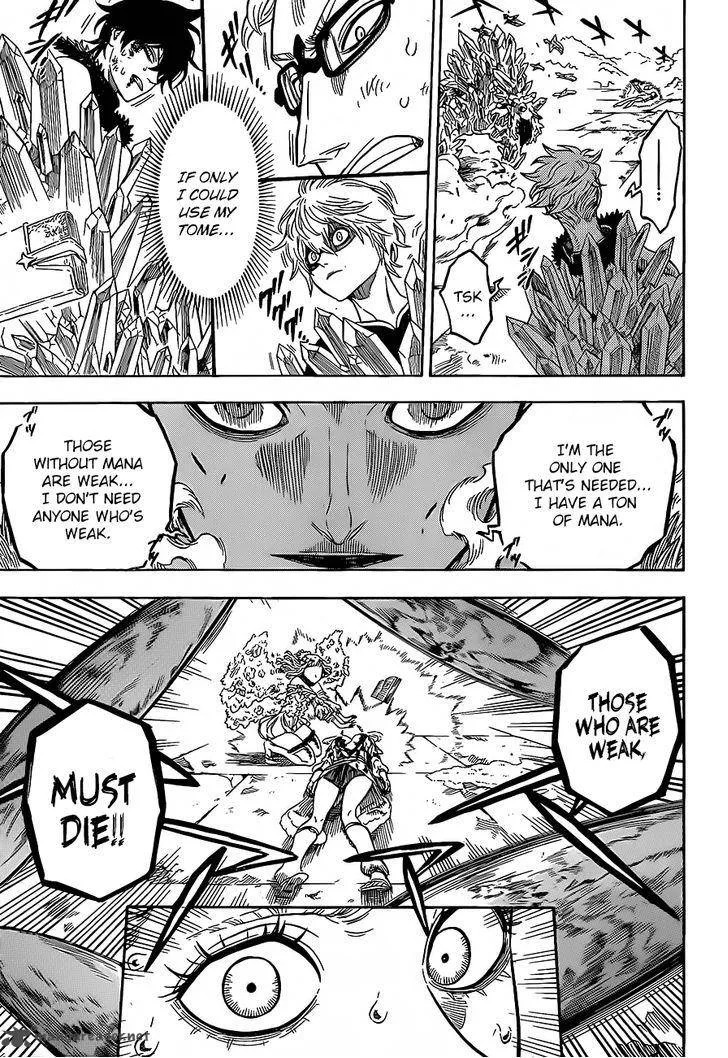 ...!
TSK
...
IF ONLY
I COULD
USE MY
TOME...
I'M THE
ONLY ONE
THAT'S NEEDED...
I HAVE A TON
OF MANA.
THOSE
WITHOUT MANA
ARE WEAK...
I DON'T NEED
ANYONE WHO'S
WEAK.
THOSE
WHO ARE
WEAK,
MUST
DIE!!